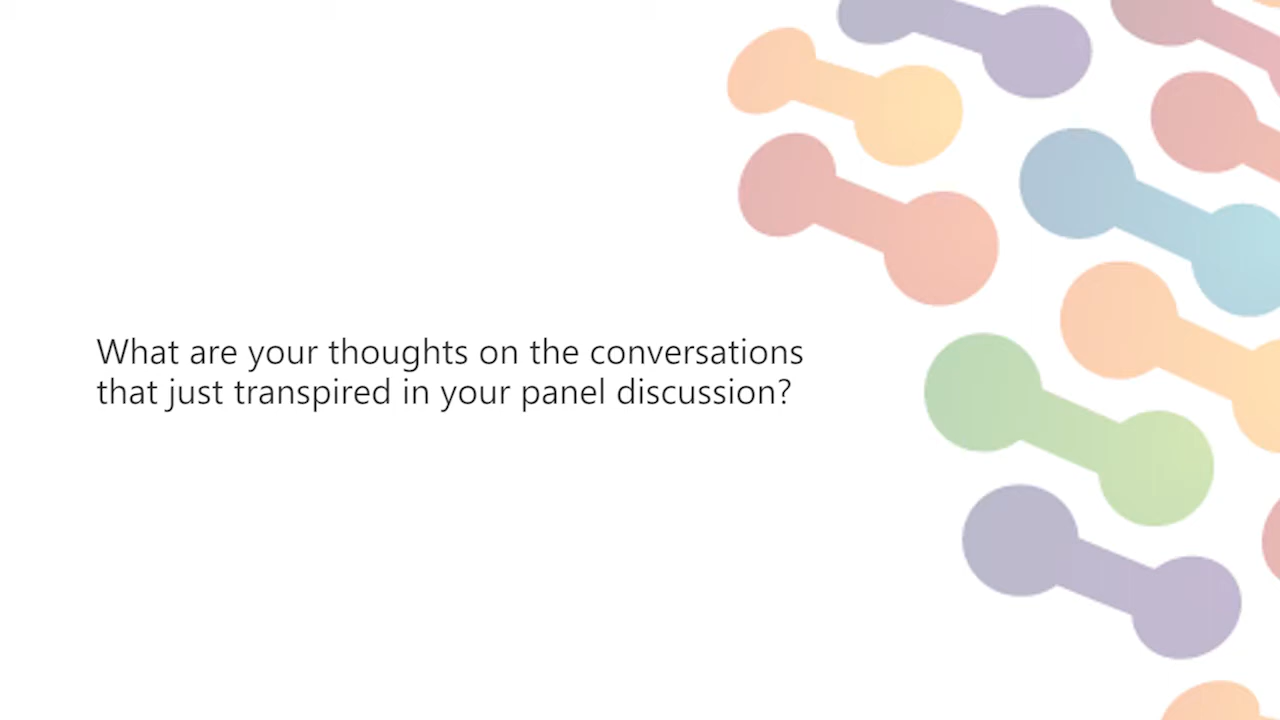 What are your thoughts on the conversations
that just transpired in your panel discussion?